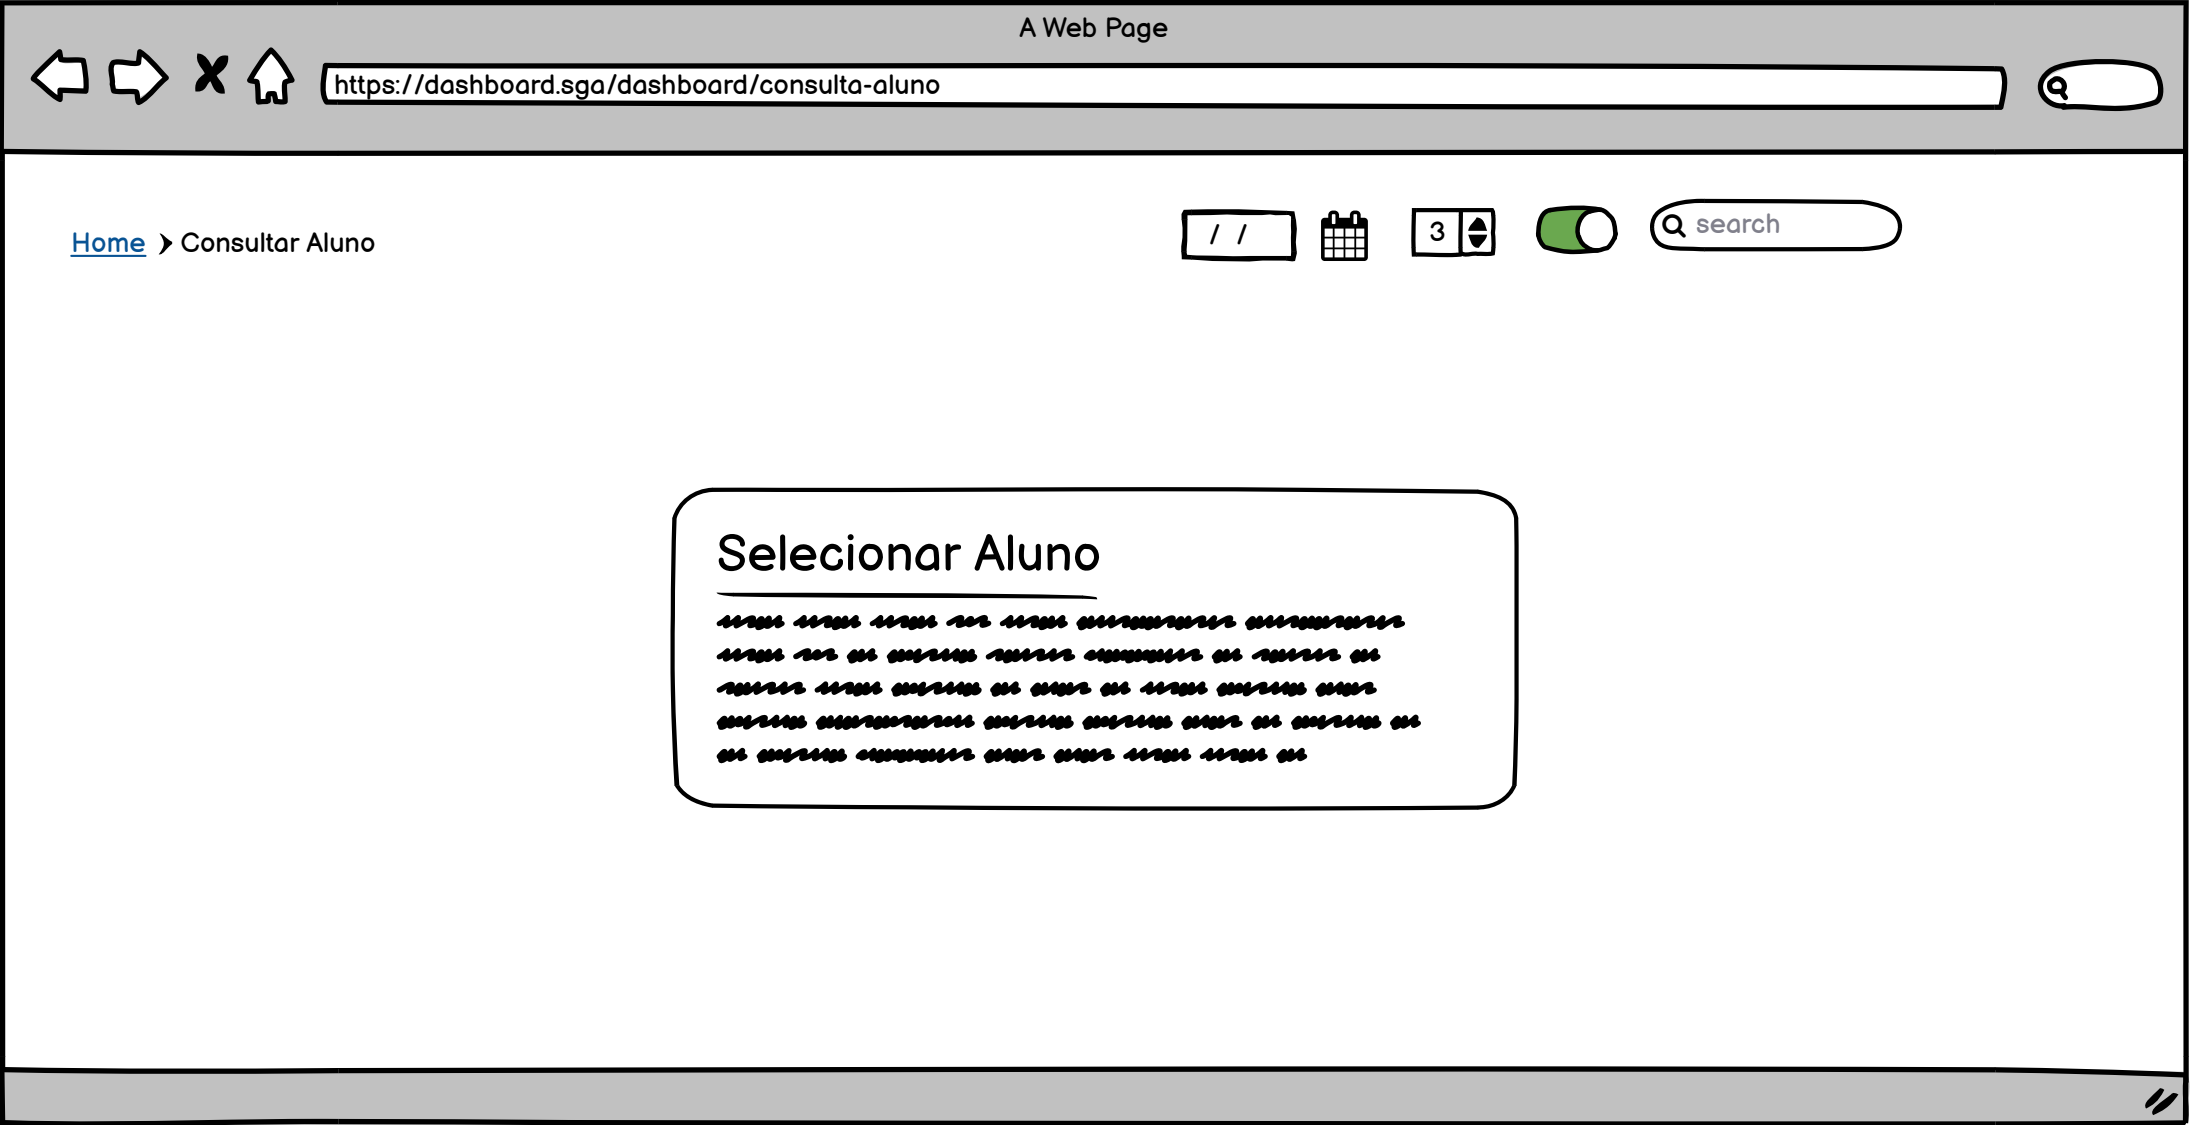 A Web Page
https://dashboard.sga/dashboard/consulta-aluno
Home Consultar Aluno
/ /
3
search
Selecionar Aluno